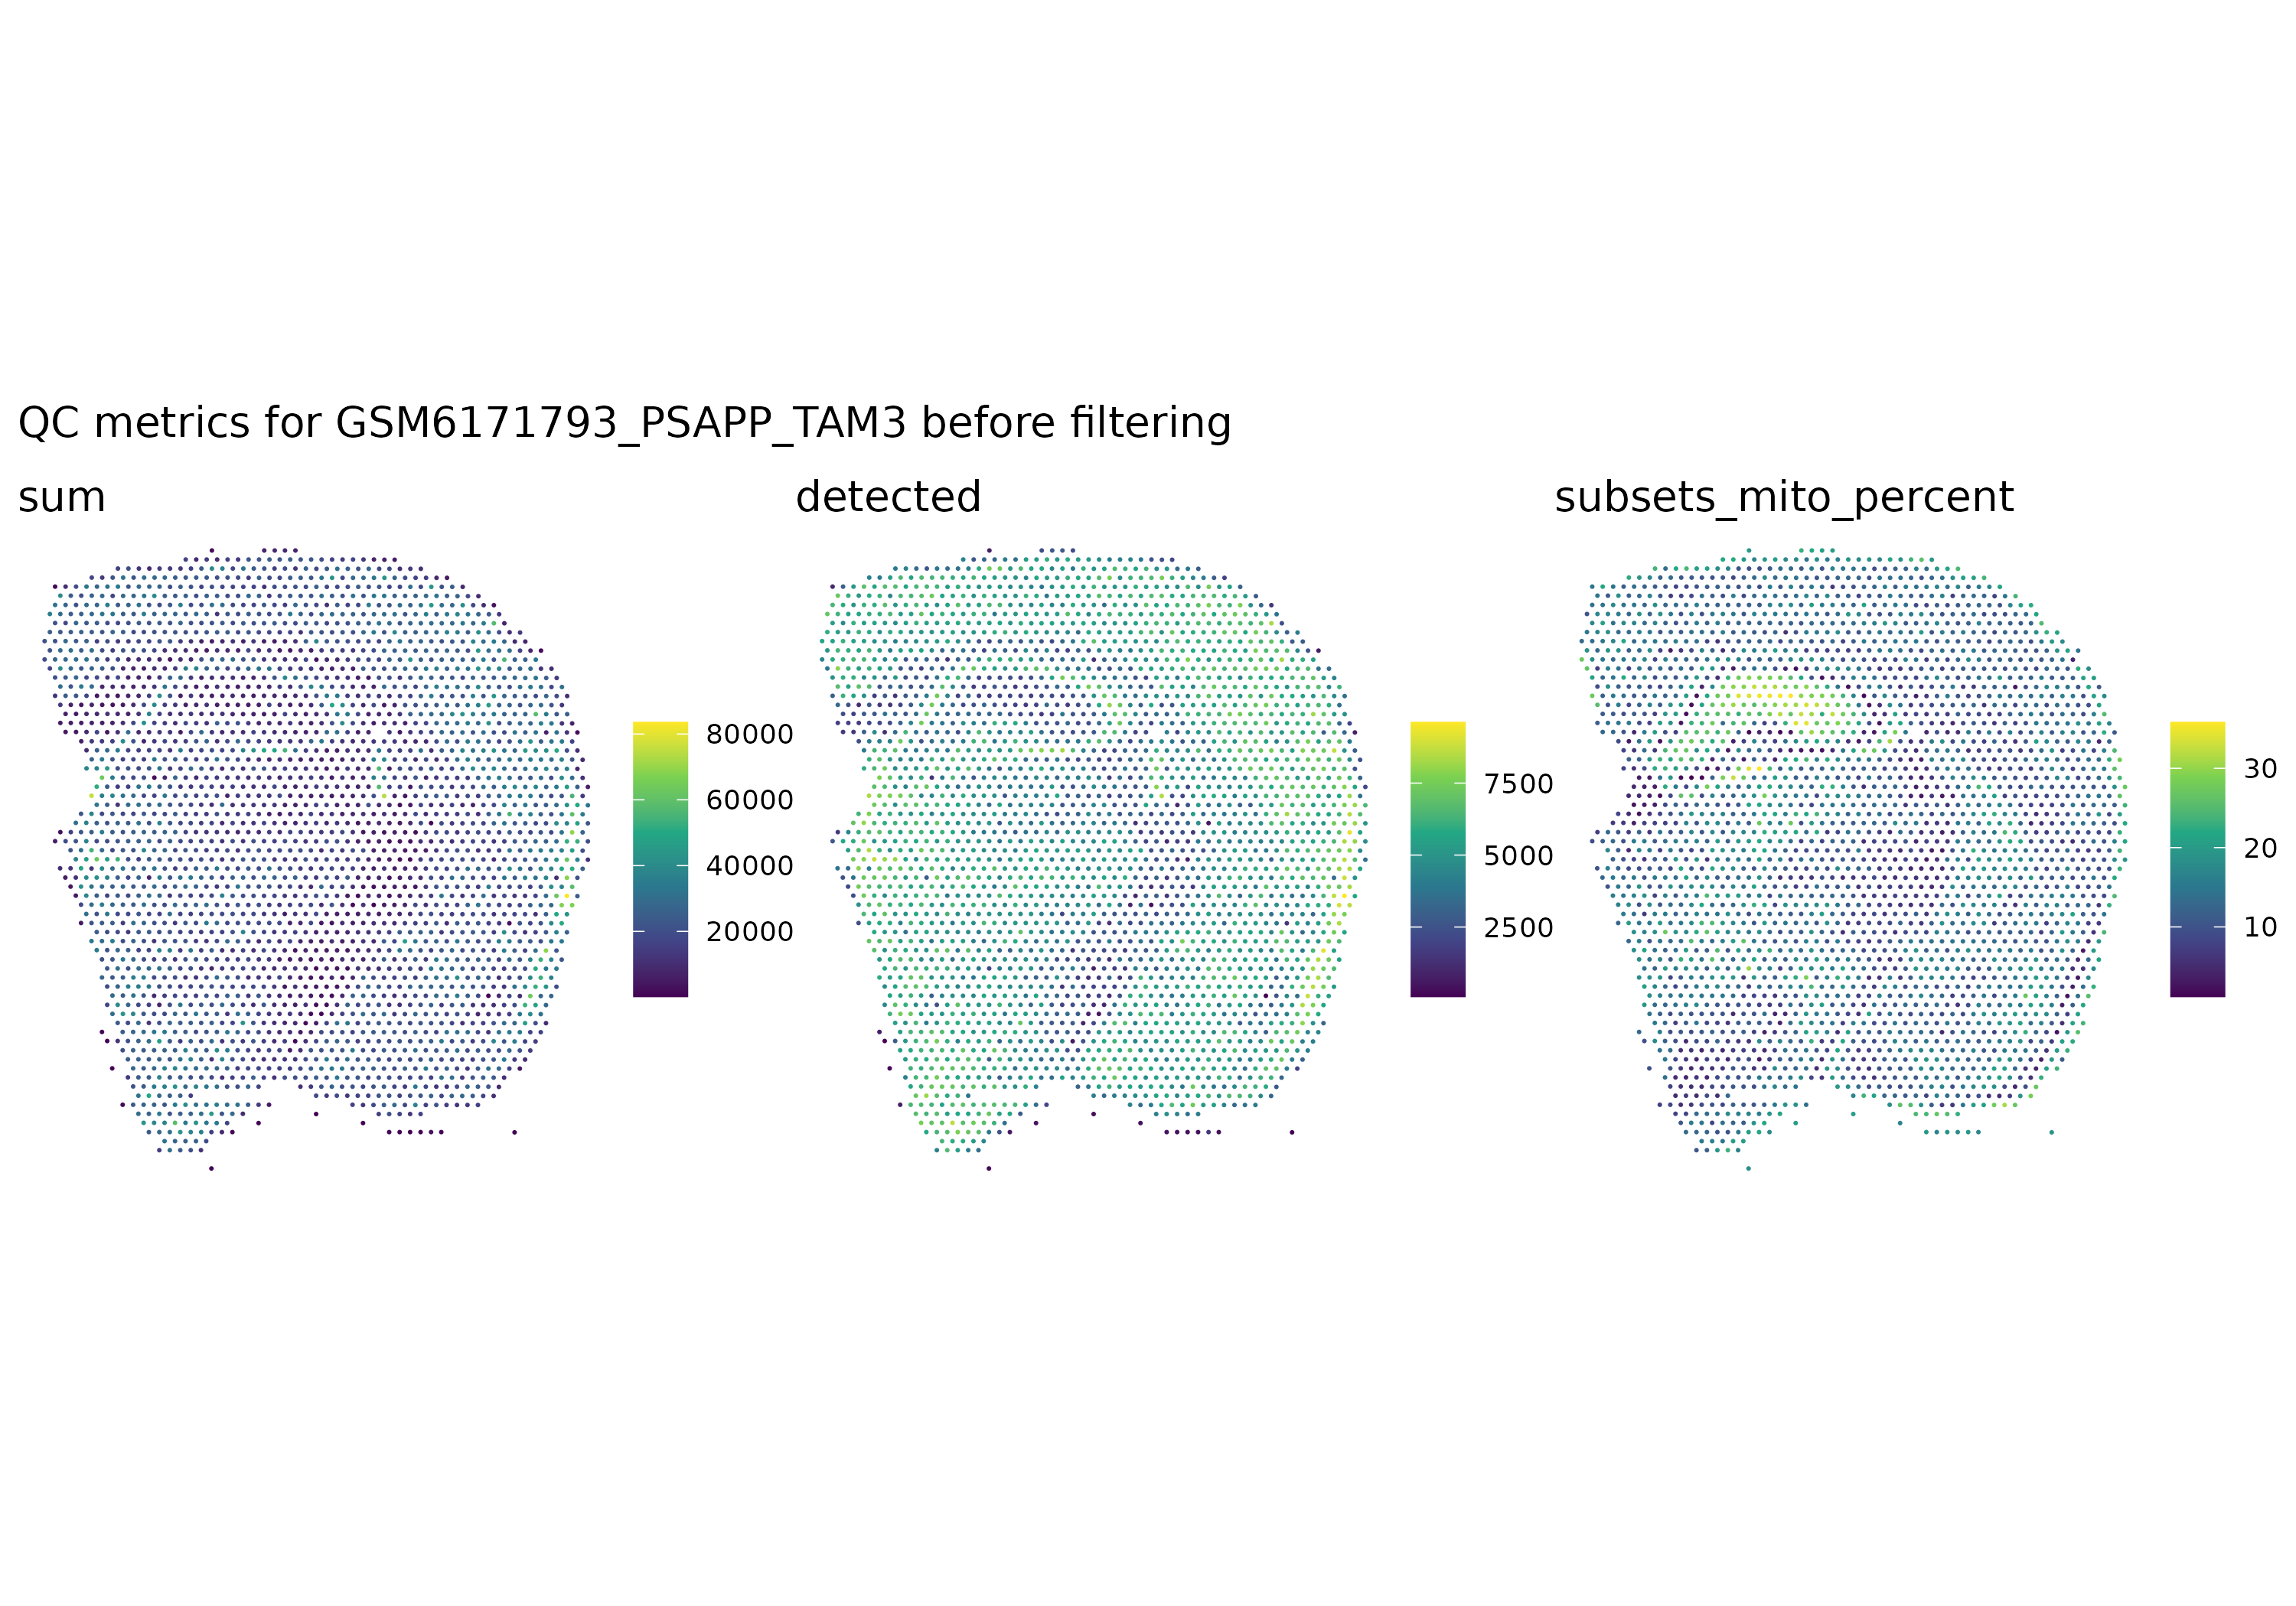 QC metrics for GSM6171793_PSAPP_TAM3 before filtering
sum
80000
60000
40000
20000
detected
7500
5000
2500
subsets_mito_percent
30
20
10